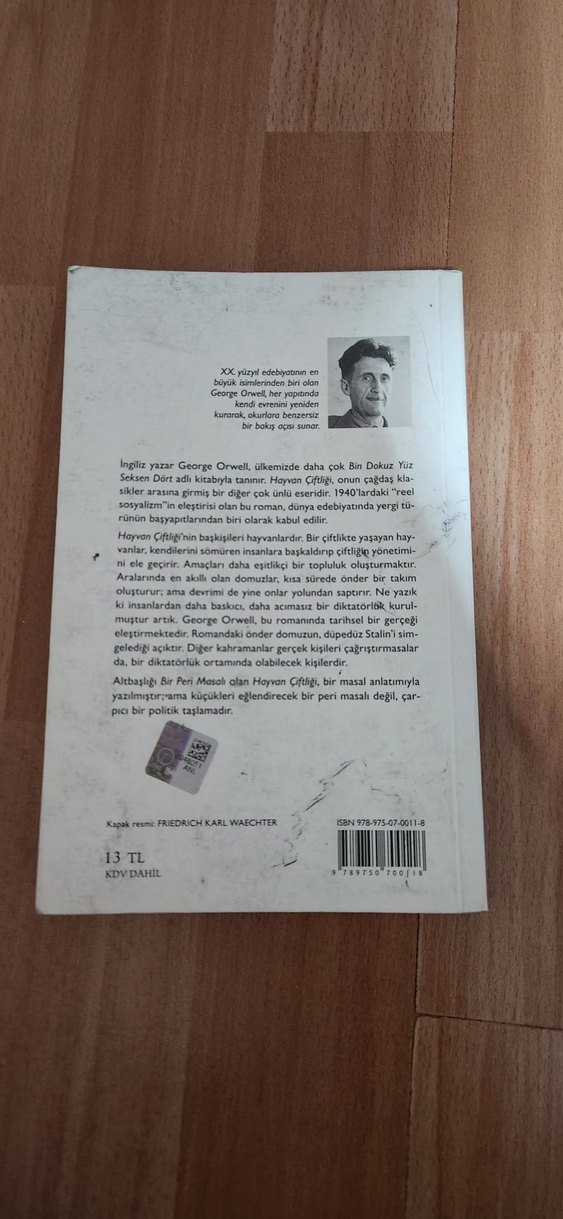 XX. yüzyıl edebiyatının en
büyük isimlerinden biri olan
George Orwell, her yapıtında
kendi evrenini yeniden
kurarak, okurlara benzersiz
bir bakış açısı sunar.
İngiliz yazar George Orwell, ülkemizde daha çok Bin Dokuz Yüz
Seksen Dört adlı kitabıyla tanınır. Hayvan Çiftliği, onun çağdaş kla-
sikler arasına girmiş bir diğer çok ünlü eseridir. 1940'lardaki "reel
sosyalizm"in eleştirisi olan bu roman, dünya edebiyatında yergi tü-
rünün başyapıtlarından biri olarak kabul edilir.
Hayvan Çiftliği'nin başkişileri hayvanlardır. Bir çiftlikte yaşayan hay-
vanlar, kendilerini sömüren insanlara başkaldırıp çiftliğin yönetimi-
ni ele geçirir. Amaçları daha eşitlikçi bir topluluk oluşturmaktır.
Aralarında en akıllı olan domuzlar, kısa sürede önder bir takım
oluşturur; ama devrimi de yine onlar yolundan saptırır. Ne yazık
ki insanlardan daha baskıcı, daha acımasız bir diktatörlük kurul-
muştur artık. George Orwell, bu romanında tarihsel bir gerçeği
eleştirmektedir. Romandaki önder domuzun, düpedüz Stalin'i sim-
gelediği açıktır. Diğer kahramanlar gerçek kişileri çağrıştırmasalar
da, bir diktatörlük ortamında olabilecek kişilerdir.
Altbaşlığı Bir Peri Masalı olan Hayvan Çiftliği, bir masal anlatımıyla
yazılmıştır; ama küçükleri eğlendirecek bir peri masalı değil, çar-
pıcı bir politik taşlamadır.
ANL
Kapak resmi: FRIEDRICH KARL WAECHTER
ISBN 978-975-07-0011-8
13 TL
KDV DAHİL
9 789750 700118